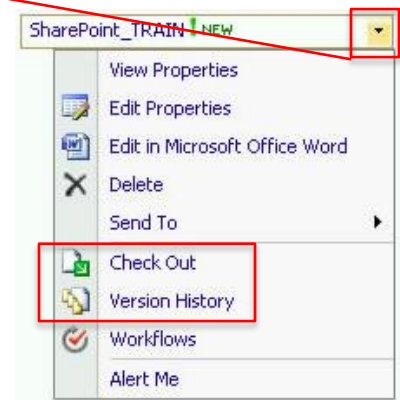 SharePoint_TRAIN ! NEW
View Properties
Edit Properties
Edit in Microsoft Office Word
Delete
Send To
Check Out
Version History
Workflows
Alert Me